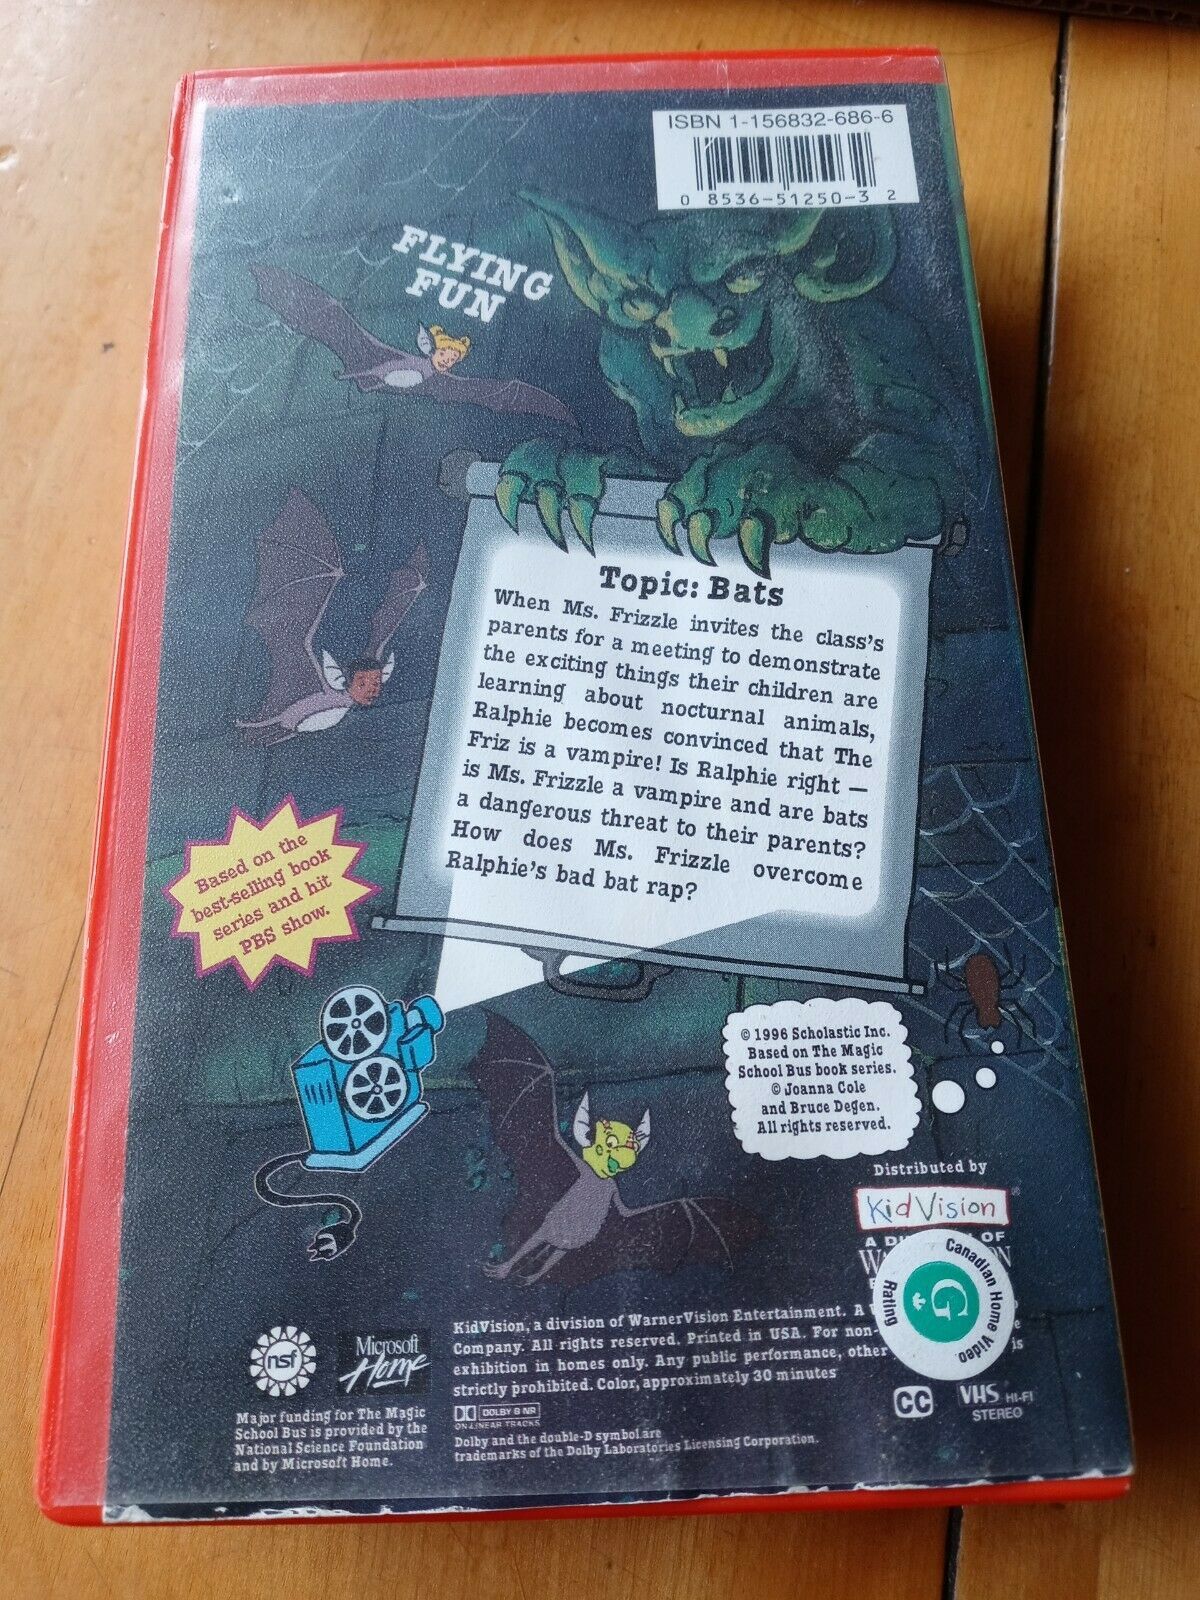 ISBN 1-156832-686-6
0 8536-51250-3 2
FLYING
FUN
Topic: Bats
When Ms. Frizzle invites the class's
parents for a meeting to demonstrate
the exciting things their children are
learning about nocturnal animals,
Ralphie becomes convinced that The
Friz is a vampire! Is Ralphie right —
is Ms. Frizzle a vampire and are bats
a dangerous threat to their parents?
How does Ms. Frizzle overcome
Ralphie's bad bat rap?
Based on the
best-selling book
series and hit
PBS show.
© 1996 Scholastic Inc.
Based on The Magic
School Bus book series.
© Joanna Cole
and Bruce Degen.
All rights reserved.
Distributed by
KidVision®
A OF
Canadian Home Video
Rating
G
KidVision, a division of WarnerVision Entertainment. A
Company. All rights reserved. Printed in USA. For non-
exhibition in homes only. Any public performance, other is
strictly prohibited. Color, approximately 30 minutes
nsf
Microsoft
Home
Major funding for The Magic
School Bus is provided by the
National Science Foundation
and by Microsoft Home.
DOLBY B NR
ON LINEAR TRACKS
Dolby and the double-D symbol are
trademarks of the Dolby Laboratories Licensing Corporation.
CC
VHS HI-FI
STEREO